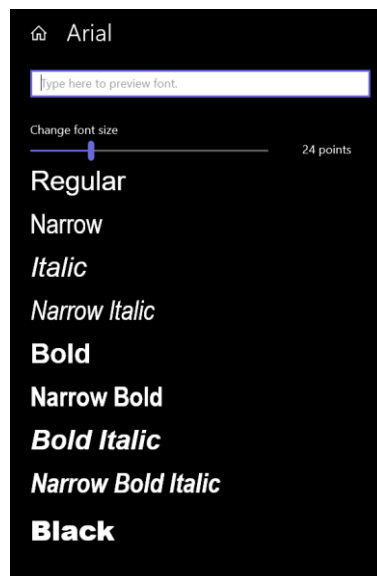 Arial
Type here to preview font.
Change font size
24 points
Regular
Narrow
Italic
Narrow Italic
Bold
Narrow Bold
Bold Italic
Narrow Bold Italic
Black